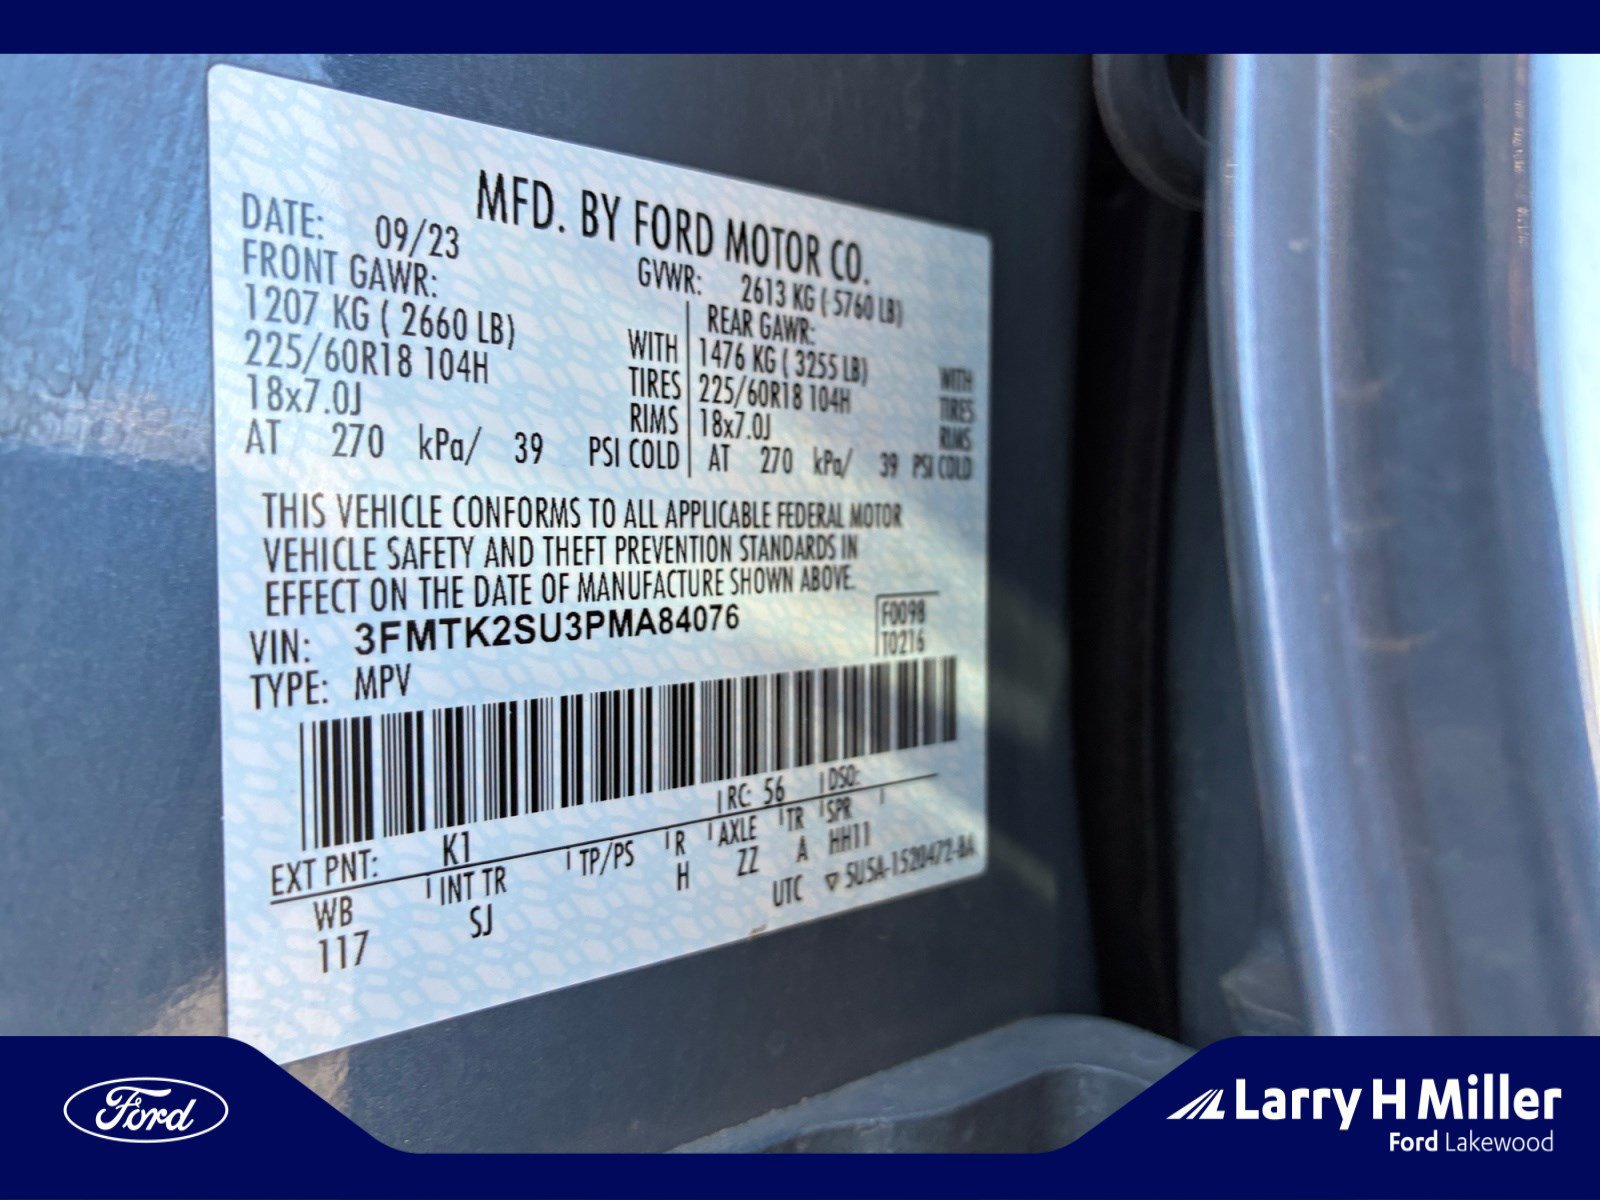 MFD. BY FORD MOTOR CO.
DATE: 09/23 GVWR: 2613 KG ( 5760 LB)
FRONT GAWR: REAR GAWR:
1207 KG ( 2660 LB) WITH 1476 KG ( 3255 LB) WITH
225/60R18 104H TIRES 225/60R18 104H TIRES
18x7.0J RIMS 18x7.0J RIMS
AT 270 kPa/ 39 PSI COLD AT 270 kPa/ 39 PSI COLD
THIS VEHICLE CONFORMS TO ALL APPLICABLE FEDERAL MOTOR
VEHICLE SAFETY AND THEFT PREVENTION STANDARDS IN
EFFECT ON THE DATE OF MANUFACTURE SHOWN ABOVE.
VIN: 3FMTK2SU3PMA84076 F0098
TYPE: MPV T0216
EXT PNT: K1 RC: 56 DSO:
WB INT TR TP/PS R AXLE TR SPR
117 SJ H ZZ A HH11
UTC ▽ 5U5A-1520472-BA
Ford
Larry H Miller
Ford Lakewood